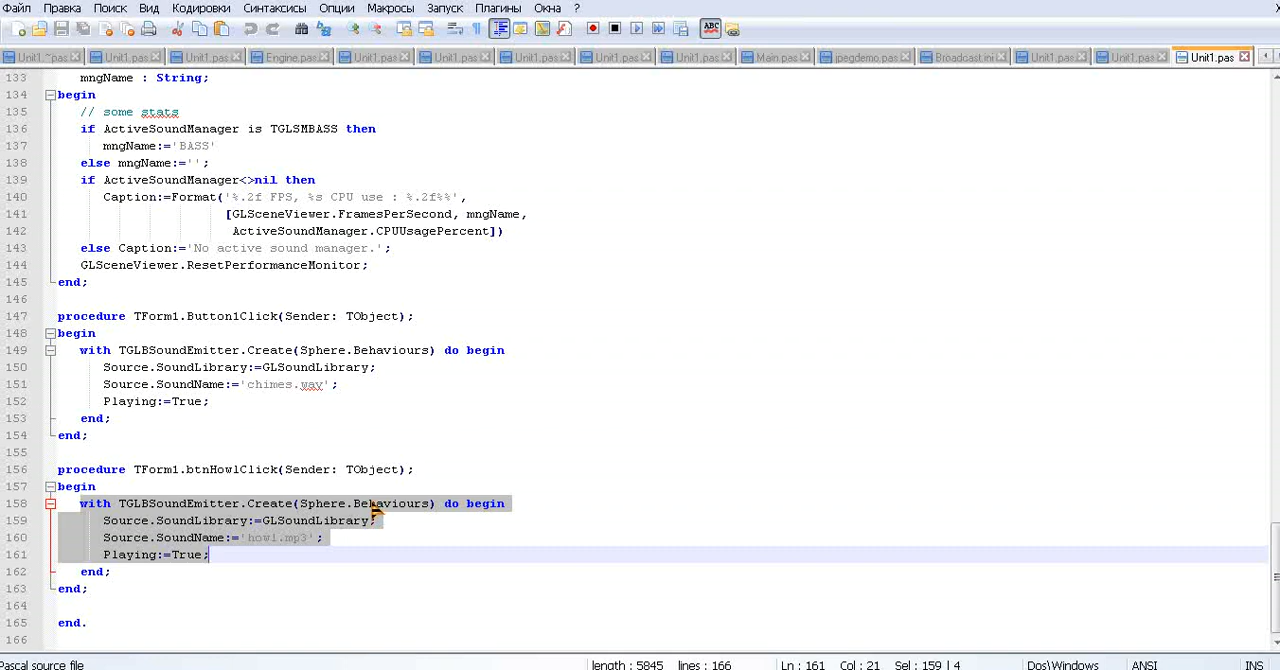 Файл Правка Поиск Вид Кодировки Синтаксисы Опции Макросы Запуск Плагины Окна ?
ABC
Unit1.~pas Unit1.pas Unit1.pas Engine.pas Unit1.pas Unit1.pas Unit1.pas Unit1.pas Unit1.pas Main.pas jpegdemo.pas Broadcast.ini Unit1.pas Unit1.pas Unit1.pas
133 mngName : String;
134 begin
135 // some stats
136 if ActiveSoundManager is TGLSMBASS then
137 mngName:='BASS'
138 else mngName:='';
139 if ActiveSoundManager<>nil then
140 Caption:=Format('%.2f FPS, %s CPU use : %.2f%%',
141 [GLSceneViewer.FramesPerSecond, mngName,
142 ActiveSoundManager.CPUUsagePercent])
143 else Caption:='No active sound manager.';
144 GLSceneViewer.ResetPerformanceMonitor;
145 end;
146
147 procedure TForm1.Button1Click(Sender: TObject);
148 begin
149 with TGLBSoundEmitter.Create(Sphere.Behaviours) do begin
150 Source.SoundLibrary:=GLSoundLibrary;
151 Source.SoundName:='chimes.wav';
152 Playing:=True;
153 end;
154 end;
155
156 procedure TForm1.btnHowlClick(Sender: TObject);
157 begin
158 with TGLBSoundEmitter.Create(Sphere.Behaviours) do begin
159 Source.SoundLibrary:=GLSoundLibrary;
160 Source.SoundName:='howl.mp3';
161 Playing:=True;
162 end;
163 end;
164
165 end.
166
Pascal source file length : 5845 lines : 166 Ln : 161 Col : 21 Sel : 159 | 4 Dos\Windows ANSI INS